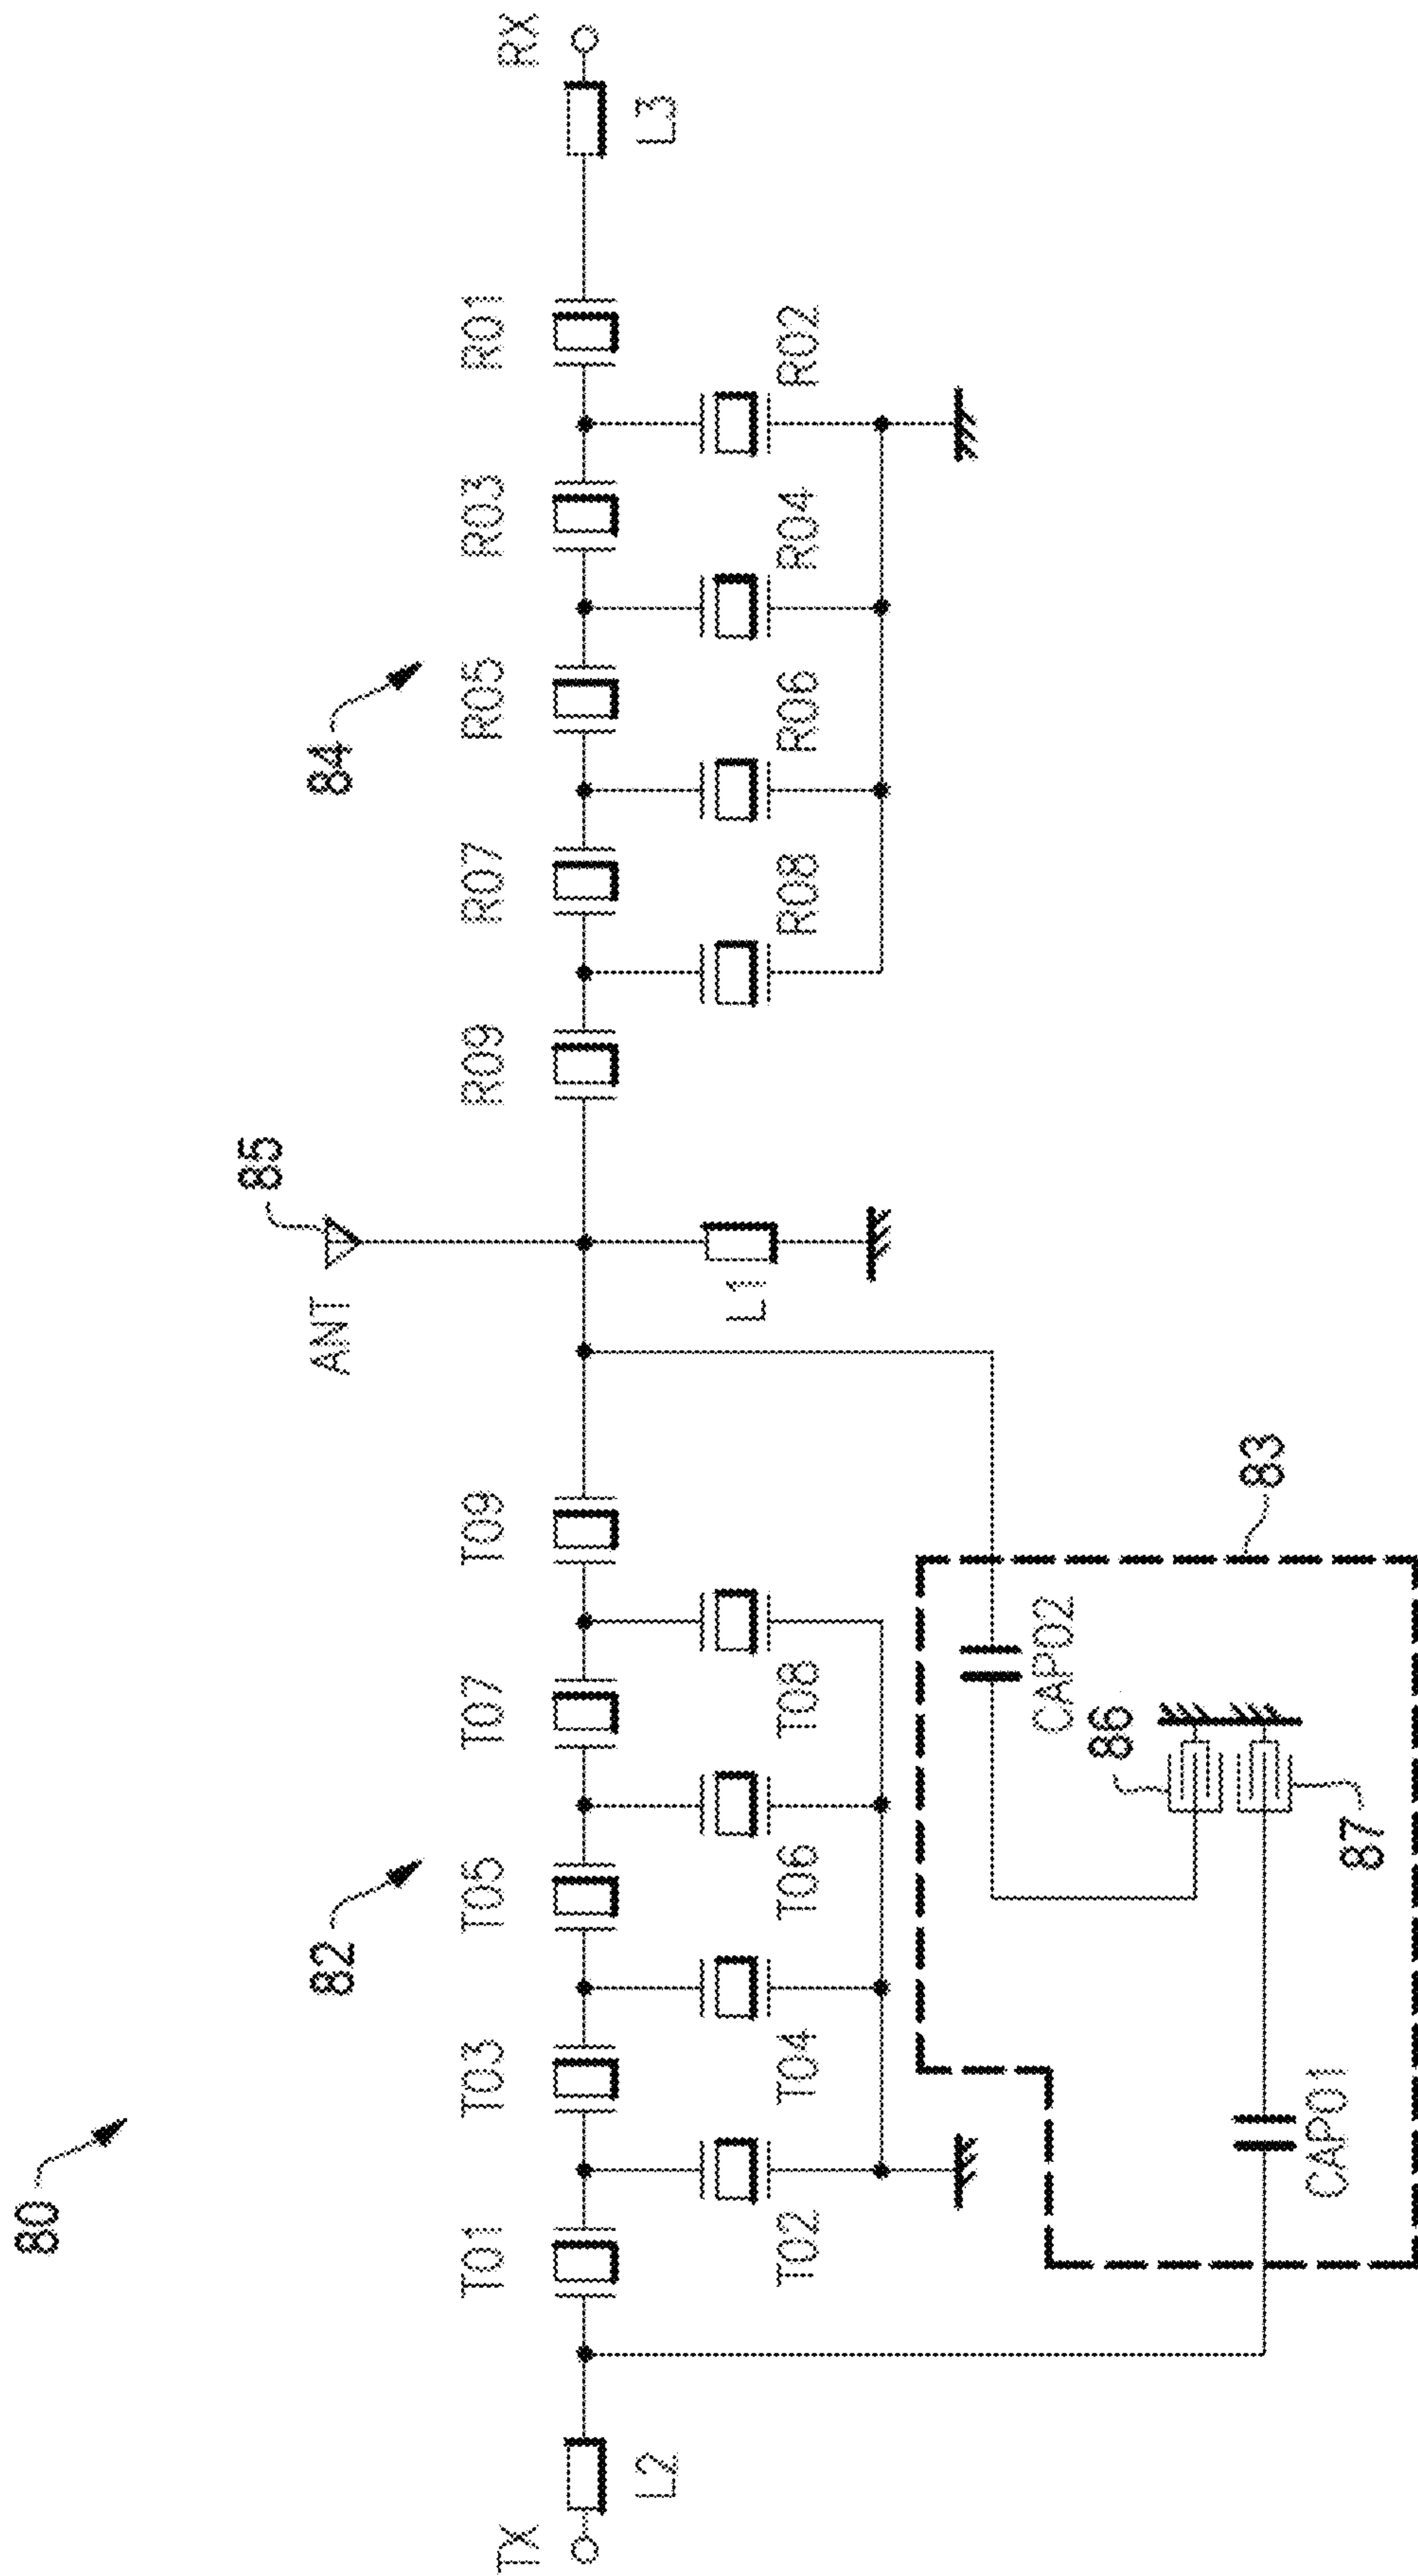 80
82
84
85
ANT
TX
L2
T01
T03
T05
T07
T09
R09
R07
R05
R03
R01
L3
RX
T02
T04
T06
T08
L1
R08
R06
R04
R02
CAP02
83
86
87
CAP01